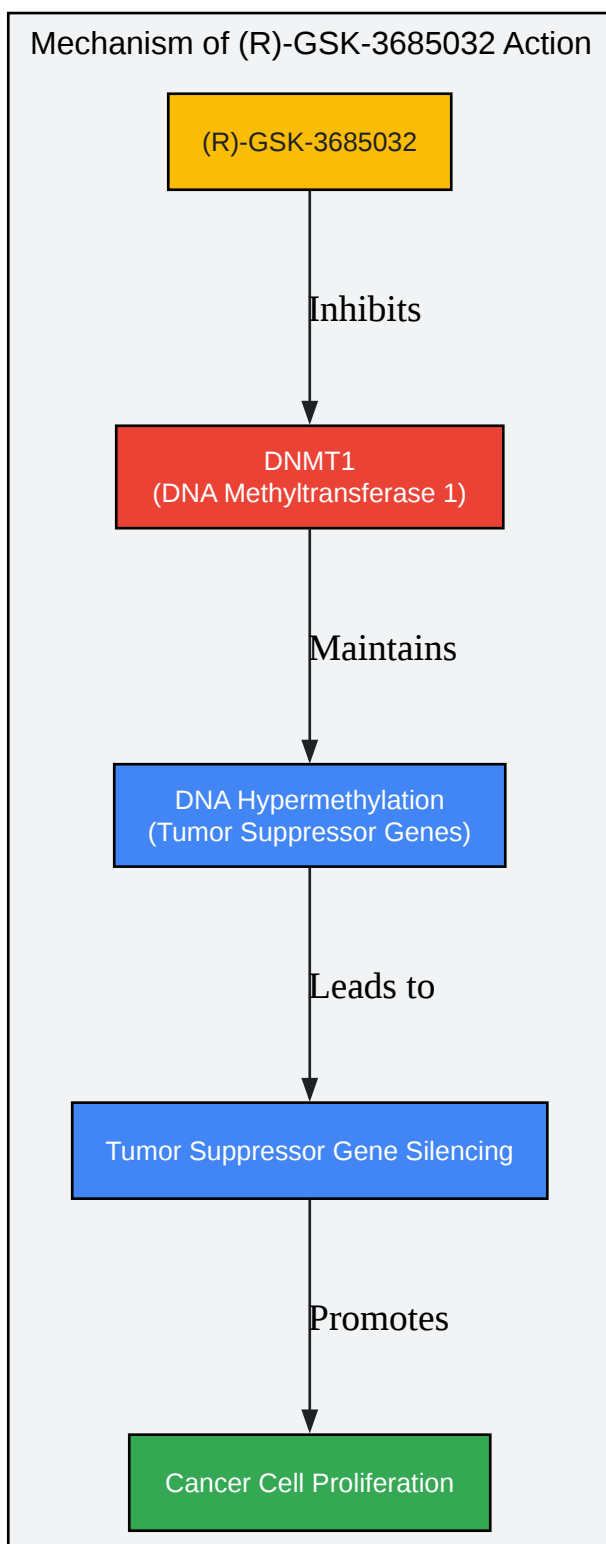 Mechanism of (R)-GSK-3685032 Action
(R)-GSK-3685032
Inhibits
DNMT1
(DNA Methyltransferase 1)
Maintains
DNA Hypermethylation
(Tumor Suppressor Genes)
Leads to
Tumor Suppressor Gene Silencing
Promotes
Cancer Cell Proliferation